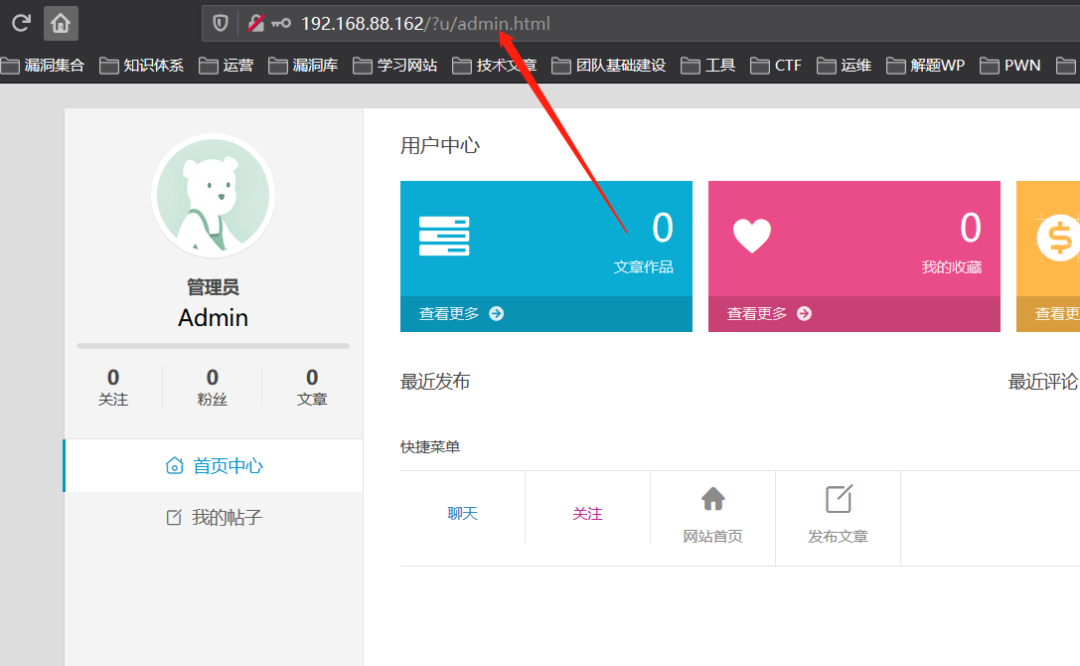 192.168.88.162/?u/admin.html
漏洞集合 知识体系 运营 漏洞库 学习网站 技术文章 团队基础建设 工具 CTF 运维 解题WP PWN
管理员
Admin
0 0 0
关注 粉丝 文章
首页中心
我的帖子
用户中心
0
文章作品
查看更多
0
我的收藏
查看更多
查看更
最近发布
最近评论
快捷菜单
聊天 关注 网站首页 发布文章